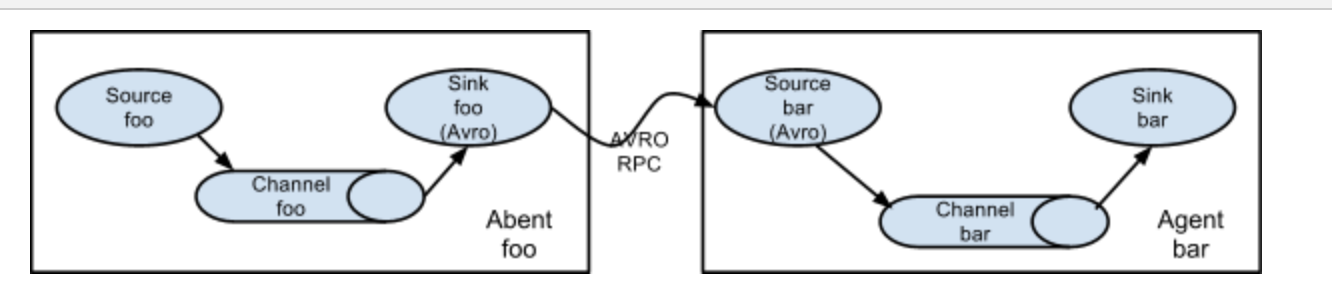 Source
foo
Channel
foo
Sink
foo
(Avro)
Abent
foo
AVRO
RPC
Source
bar
(Avro)
Channel
bar
Sink
bar
Agent
bar